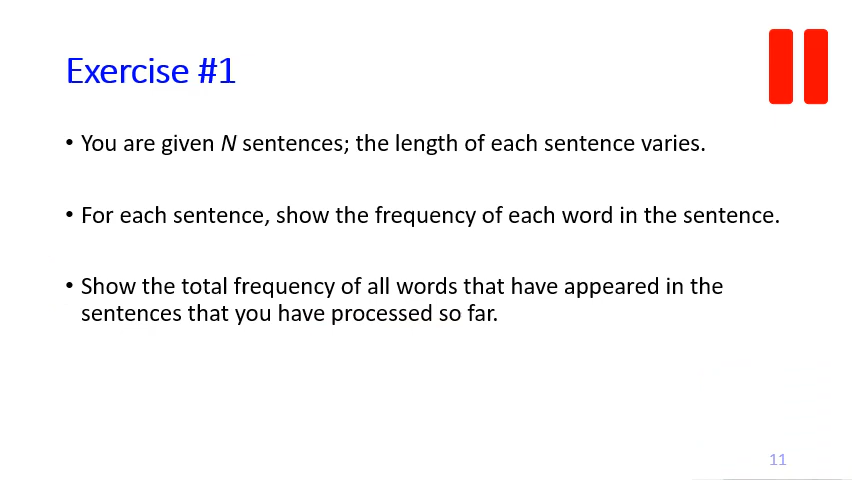 Exercise #1
• You are given N sentences; the length of each sentence varies.
• For each sentence, show the frequency of each word in the sentence.
• Show the total frequency of all words that have appeared in the
sentences that you have processed so far.
11